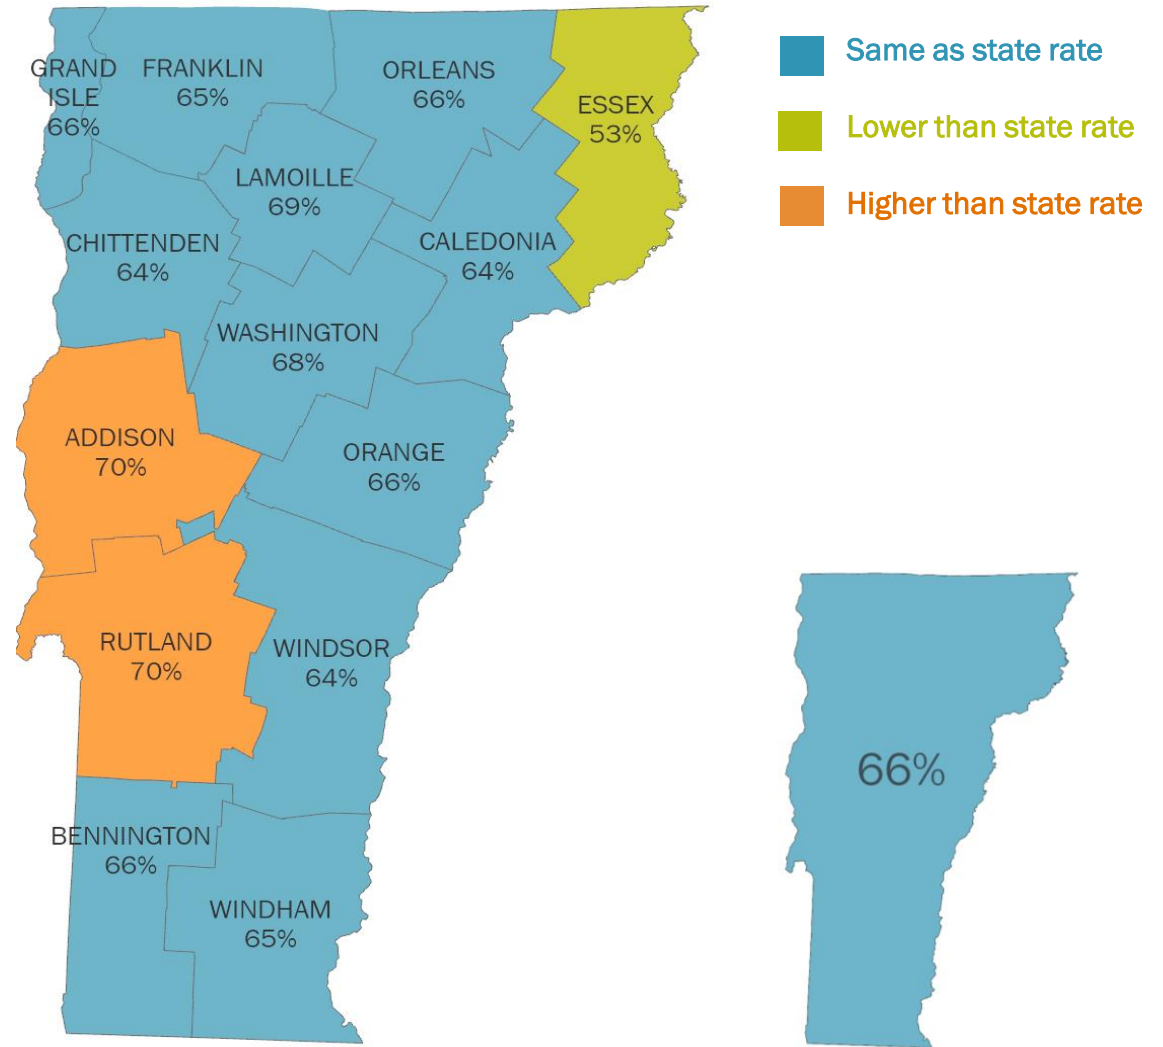 GRAND
ISLE
66%
FRANKLIN
65%
ORLEANS
66%
ESSEX
53%
LAMOILLE
69%
CHITTENDEN
64%
CALEDONIA
64%
WASHINGTON
68%
ADDISON
70%
ORANGE
66%
RUTLAND
70%
WINDSOR
64%
BENNINGTON
66%
WINDHAM
65%
Same as state rate
Lower than state rate
Higher than state rate
66%